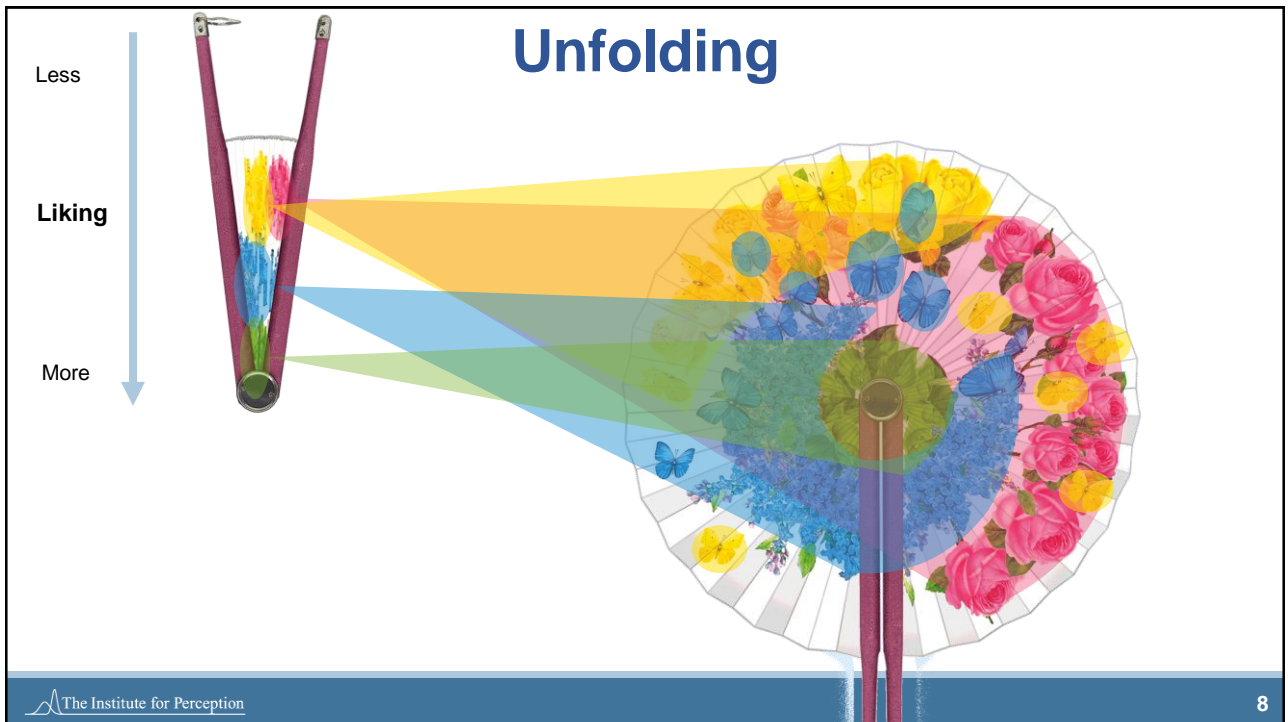 Unfolding
Less
Liking
More
The Institute for Perception
8